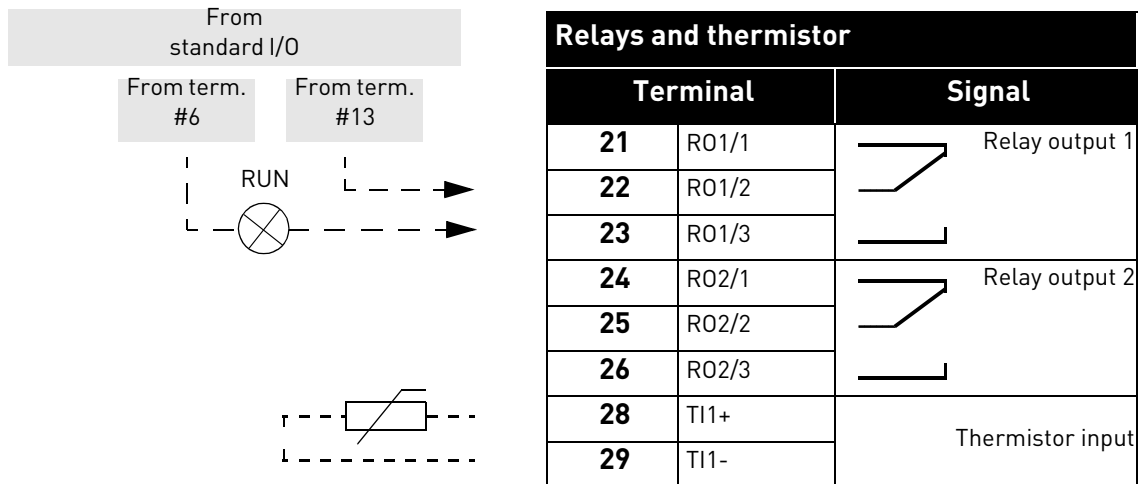 From
standard I/O
From term.
#6
From term.
#13
RUN
Relays and thermistor
Terminal Signal
21 RO1/1 Relay output 1
22 RO1/2
23 RO1/3
24 RO2/1 Relay output 2
25 RO2/2
26 RO2/3
28 TI1+
Thermistor input
29 TI1-